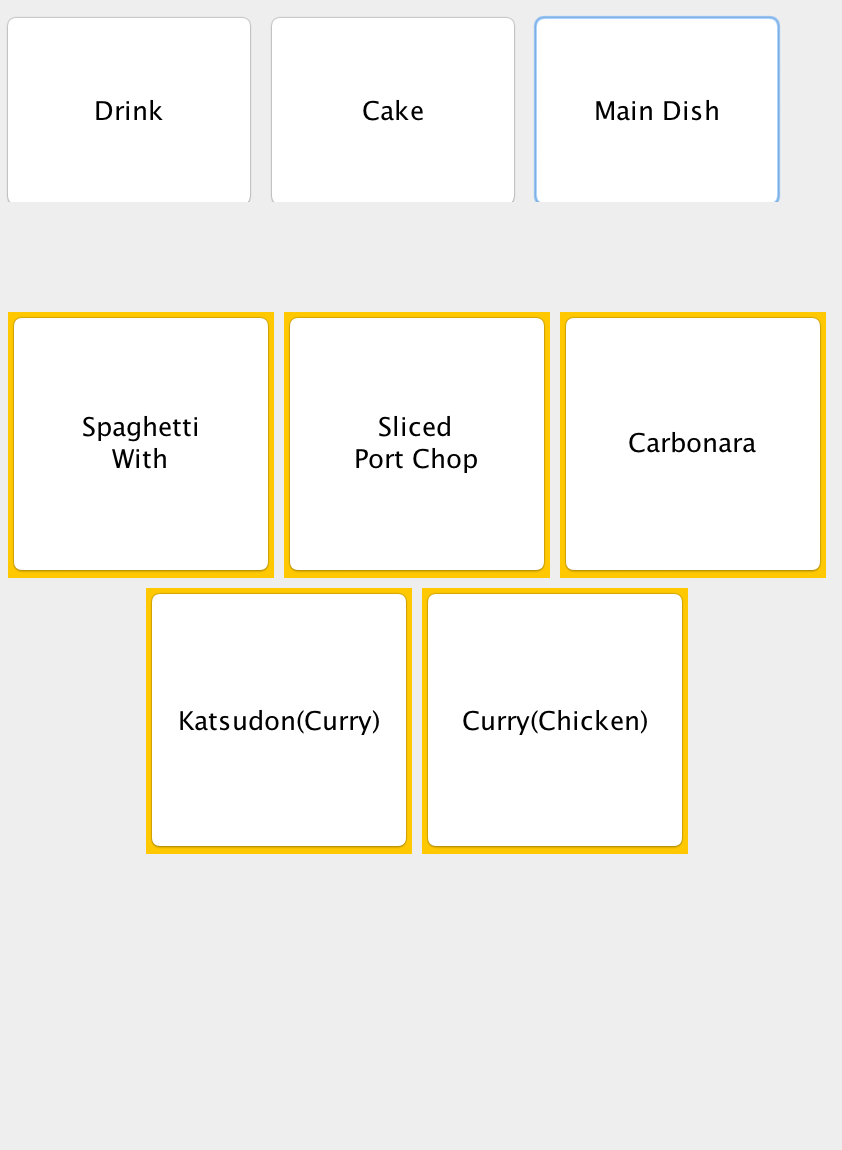 Drink
Cake
Main Dish
Spaghetti
With
Sliced
Port Chop
Carbonara
Katsudon(Curry)
Curry(Chicken)